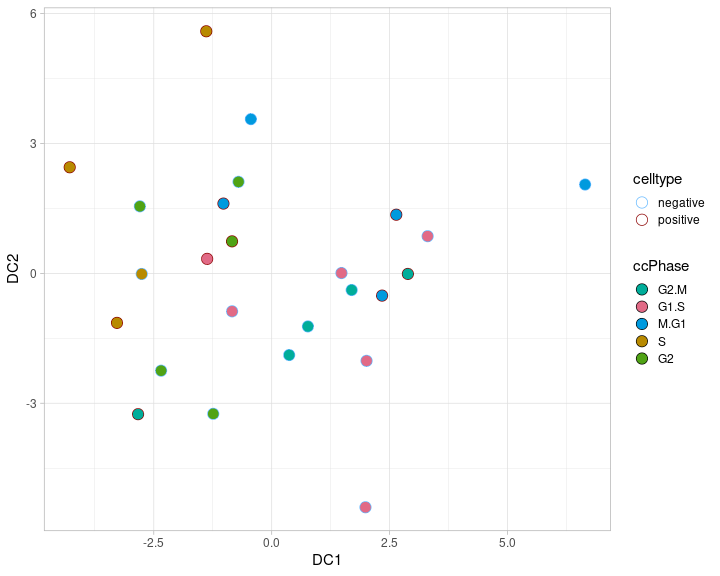 6
3
0
-3
-2.5
0.0
2.5
5.0
DC1
DC2
celltype
negative
positive
ccPhase
G2.M
G1.S
M.G1
S
G2